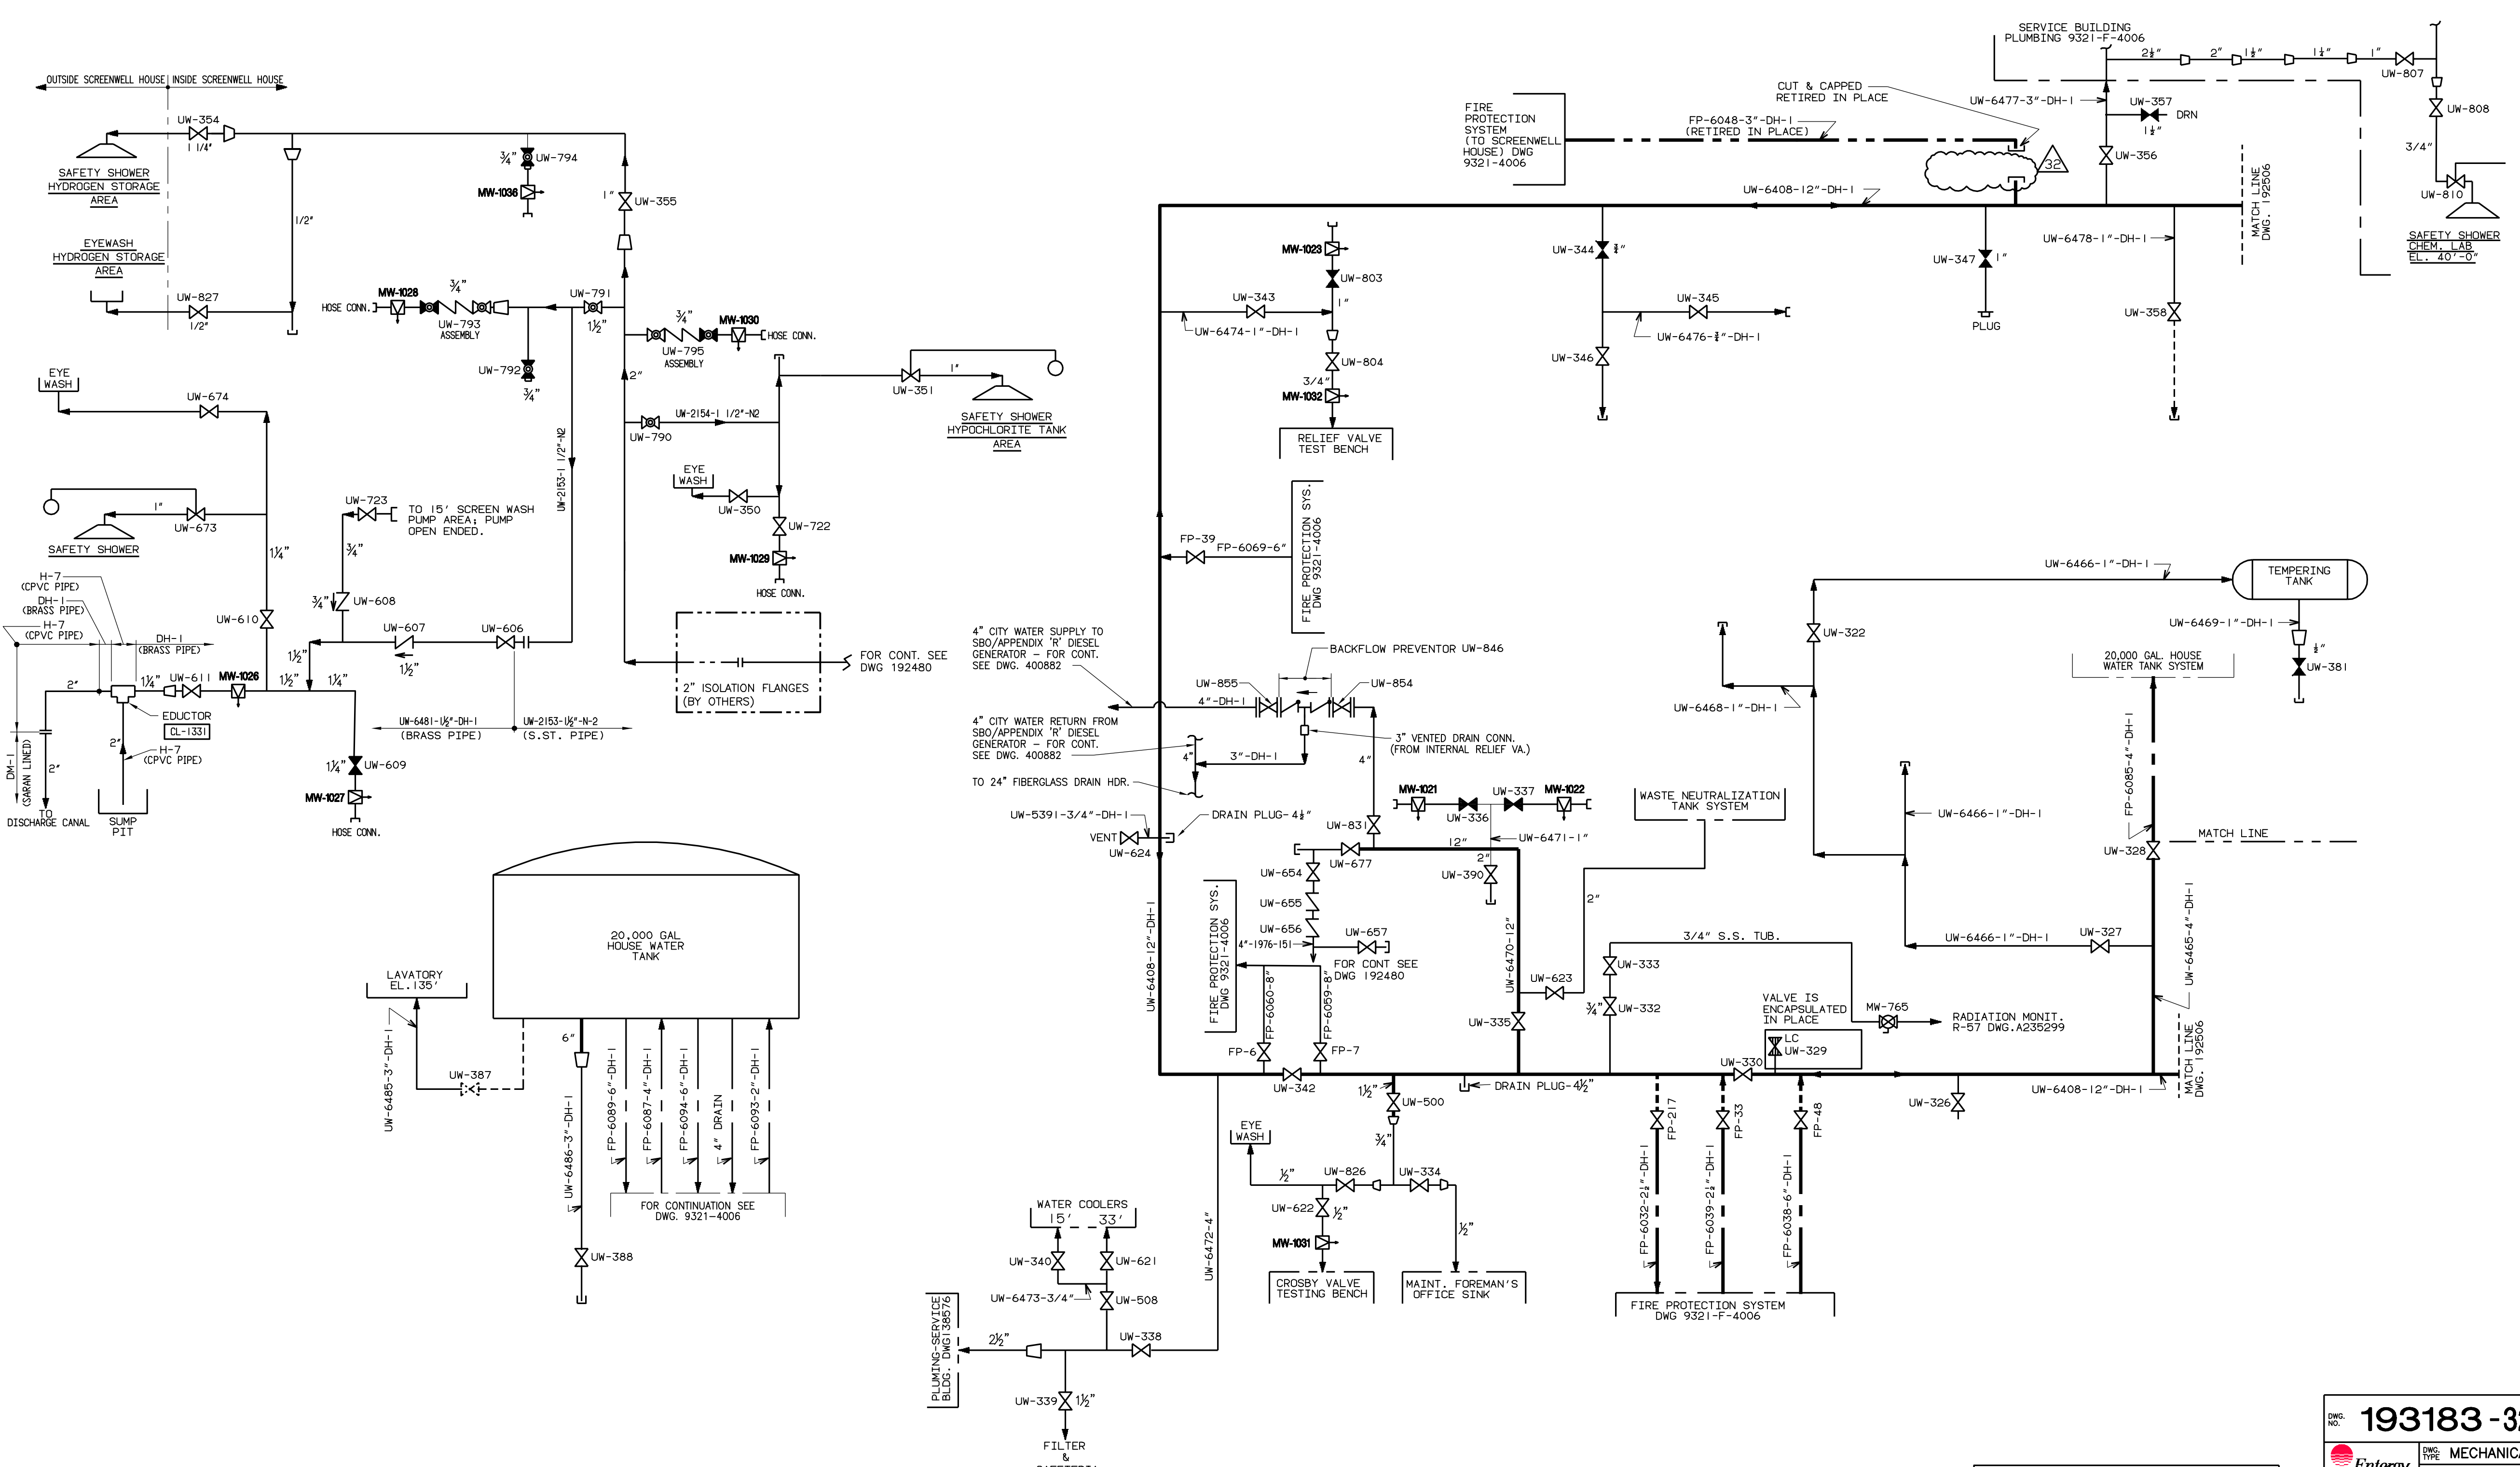 OUTSIDE SCREENWELL HOUSE
INSIDE SCREENWELL HOUSE
UW-354
1 1/4"
SAFETY SHOWER
HYDROGEN STORAGE
AREA
1/2"
EYEWASH
HYDROGEN STORAGE
AREA
UW-827
1/2"
3/4"
UW-794
MW-1036
1"
UW-355
HOSE CONN.
MW-1028
3/4"
UW-793
ASSEMBLY
UW-791
1½"
3/4"
MW-1030
HOSE CONN.
UW-795
ASSEMBLY
UW-792
3/4"
2"
UW-2154-1 1/2"-N2
UW-790
UW-2153-1 1/2"-N2
UW-351
1"
SAFETY SHOWER
HYPOCHLORITE TANK
AREA
EYE
WASH
UW-350
UW-722
MW-1029
HOSE CONN.
EYE
WASH
UW-674
1"
UW-673
SAFETY SHOWER
1¼"
UW-723
TO 15' SCREEN WASH
PUMP AREA; PUMP
OPEN ENDED.
3/4"
3/4"
UW-608
UW-607
1½"
UW-606
H-7
(CPVC PIPE)
DH-1
(BRASS PIPE)
H-7
(CPVC PIPE)
DH-1
(BRASS PIPE)
UW-610
2"
1¼"
UW-611
MW-1026
1½"
1½"
1¼"
EDUCTOR
CL-1331
H-7
(CPVC PIPE)
2"
DM-1
(SARAN LINED)
2"
TO
DISCHARGE CANAL
SUMP
PIT
1¼"
UW-609
MW-1027
HOSE CONN.
UW-6481-1½"-DH-1
(BRASS PIPE)
UW-2153-1½"-N-2
(S.ST. PIPE)
2" ISOLATION FLANGES
(BY OTHERS)
FOR CONT. SEE
DWG 192480
20,000 GAL
HOUSE WATER
TANK
LAVATORY
EL.135'
UW-6485-3"-DH-1
UW-387
6"
UW-6486-3"-DH-1
UW-388
FP-6089-6"-DH-1
FP-6087-4"-DH-1
FP-6094-6"-DH-1
4" DRAIN
FP-6093-2"-DH-1
FOR CONTINUATION SEE
DWG. 9321-4006
FIRE
PROTECTION
SYSTEM
(TO SCREENWELL
HOUSE) DWG
9321-4006
CUT & CAPPED
RETIRED IN PLACE
FP-6048-3"-DH-1
(RETIRED IN PLACE)
32
SERVICE BUILDING
PLUMBING 9321-F-4006
2½"
2"
1½"
1¼"
1"
UW-807
UW-6477-3"-DH-1
UW-357
DRN
1½"
UW-356
UW-808
3/4"
UW-810
SAFETY SHOWER
CHEM. LAB
EL. 40'-0"
MATCH LINE
DWG. 192506
UW-6408-12"-DH-1
MW-1023
UW-803
1"
UW-343
UW-6474-1"-DH-1
UW-804
3/4"
MW-1032
RELIEF VALVE
TEST BENCH
UW-344
¾"
UW-345
UW-6476-¾"-DH-1
UW-346
UW-347
1"
PLUG
UW-6478-1"-DH-1
UW-358
FIRE PROTECTION SYS.
DWG 9321-4006
FP-39
FP-6069-6"
4" CITY WATER SUPPLY TO
SBO/APPENDIX 'R' DIESEL
GENERATOR – FOR CONT.
SEE DWG. 400882
BACKFLOW PREVENTOR UW-846
UW-855
UW-854
4"-DH-1
4" CITY WATER RETURN FROM
SBO/APPENDIX 'R' DIESEL
GENERATOR – FOR CONT.
SEE DWG. 400882
4"
3"-DH-1
3" VENTED DRAIN CONN.
(FROM INTERNAL RELIEF VA.)
4"
TO 24" FIBERGLASS DRAIN HDR.
UW-5391-3/4"-DH-1
DRAIN PLUG-4½"
VENT
UW-624
MW-1021
UW-337
MW-1022
UW-336
UW-831
12"
UW-6471-1"
2"
UW-677
UW-390
UW-654
UW-655
UW-656
UW-657
4"-1976-151
FOR CONT SEE
DWG 192480
FIRE PROTECTION SYS.
DWG 9321-4006
UW-6408-12"-DH-1
FP-6060-8"
FP-6059-8"
FP-6
FP-7
UW-342
UW-6470-12"
UW-335
UW-623
2"
WASTE NEUTRALIZATION
TANK SYSTEM
3/4" S.S. TUB.
UW-333
3/4"
UW-332
VALVE IS
ENCAPSULATED
IN PLACE
LC
UW-329
MW-765
RADIATION MONIT.
R-57 DWG.A235299
UW-330
1½"
UW-500
DRAIN PLUG-4½"
3/4"
EYE
WASH
½"
UW-826
UW-334
UW-622
½"
½"
MW-1031
CROSBY VALVE
TESTING BENCH
MAINT. FOREMAN'S
OFFICE SINK
FP-217
FP-33
FP-48
FP-6032-2½"-DH-1
FP-6039-2½"-DH-1
FP-6038-6"-DH-1
FIRE PROTECTION SYSTEM
DWG 9321-F-4006
WATER COOLERS
15' 33'
UW-340
UW-621
UW-6473-3/4"
UW-508
UW-6472-4"
PLUMING-SERVICE
BLDG. DWG138576
2½"
UW-338
UW-339
1½"
FILTER
&
UW-6466-1"-DH-1
TEMPERING
TANK
UW-6469-1"-DH-1
½"
UW-381
UW-322
UW-6468-1"-DH-1
20,000 GAL. HOUSE
WATER TANK SYSTEM
FP-6085-4"-DH-1
UW-6466-1"-DH-1
MATCH LINE
UW-328
UW-6466-1"-DH-1
UW-327
UW-6465-4"-DH-1
UW-326
UW-6408-12"-DH-1
MATCH LINE
DWG. 192506
DWG.
NO.
193183-32
Entergy
DWG.
TYPE